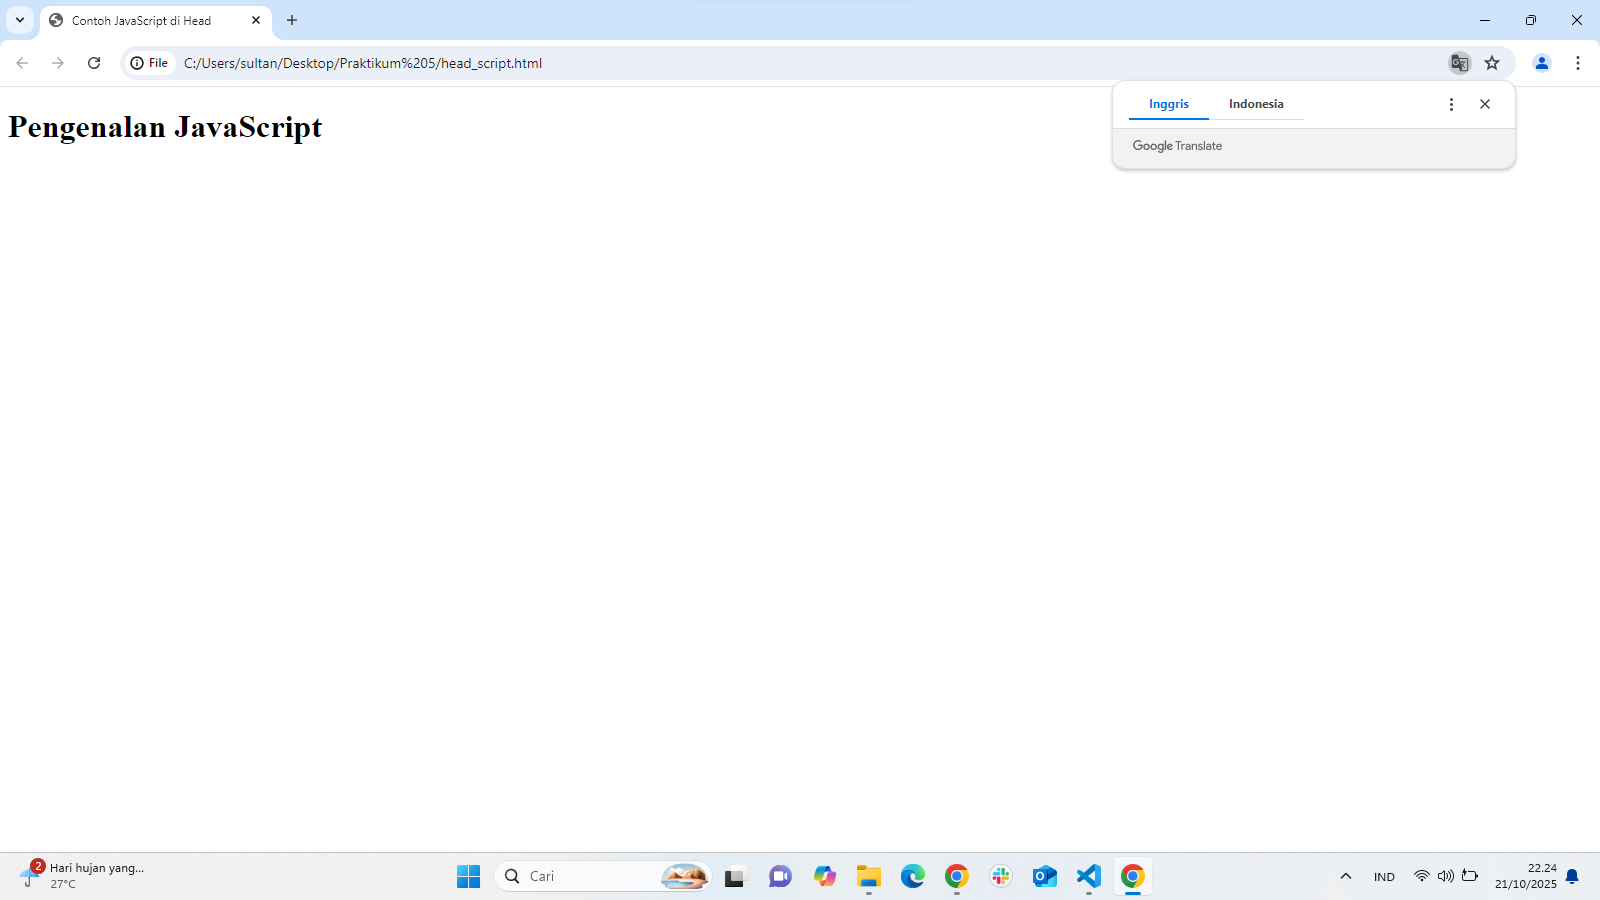 Contoh JavaScript di Head
File
C:/Users/sultan/Desktop/Praktikum%205/head_script.html
Inggris
Indonesia
Google Translate
Pengenalan JavaScript
2
Hari hujan yang...
27°C
Cari
IND
22.24
21/10/2025